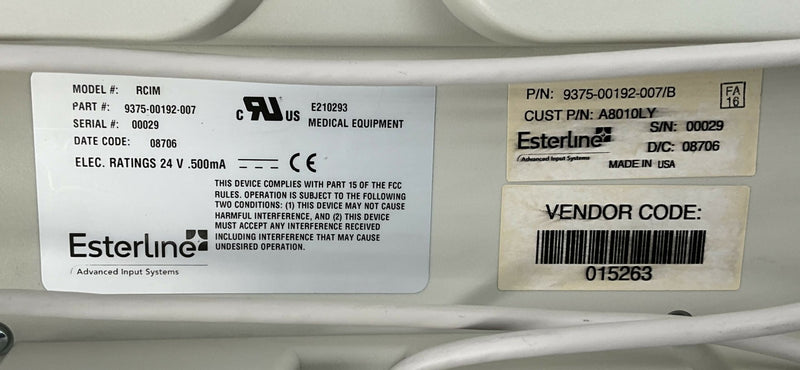 MODEL #: RCIM
PART #: 9375-00192-007
SERIAL #: 00029
DATE CODE: 08706
ELEC. RATINGS 24 V .500mA
CE
C RU US
E210293
MEDICAL EQUIPMENT
THIS DEVICE COMPLIES WITH PART 15 OF THE FCC
RULES. OPERATION IS SUBJECT TO THE FOLLOWING
TWO CONDITIONS: (1) THIS DEVICE MAY NOT CAUSE
HARMFUL INTERFERENCE, AND (2) THIS DEVICE
MUST ACCEPT ANY INTERFERENCE RECEIVED
INCLUDING INTERFERENCE THAT MAY CAUSE
UNDESIRED OPERATION.
Esterline
Advanced Input Systems
P/N: 9375-00192-007/B
FA
16
CUST P/N: A8010LY
Esterline
Advanced Input Systems
S/N: 00029
D/C: 08706
MADE IN USA
VENDOR CODE:
015263